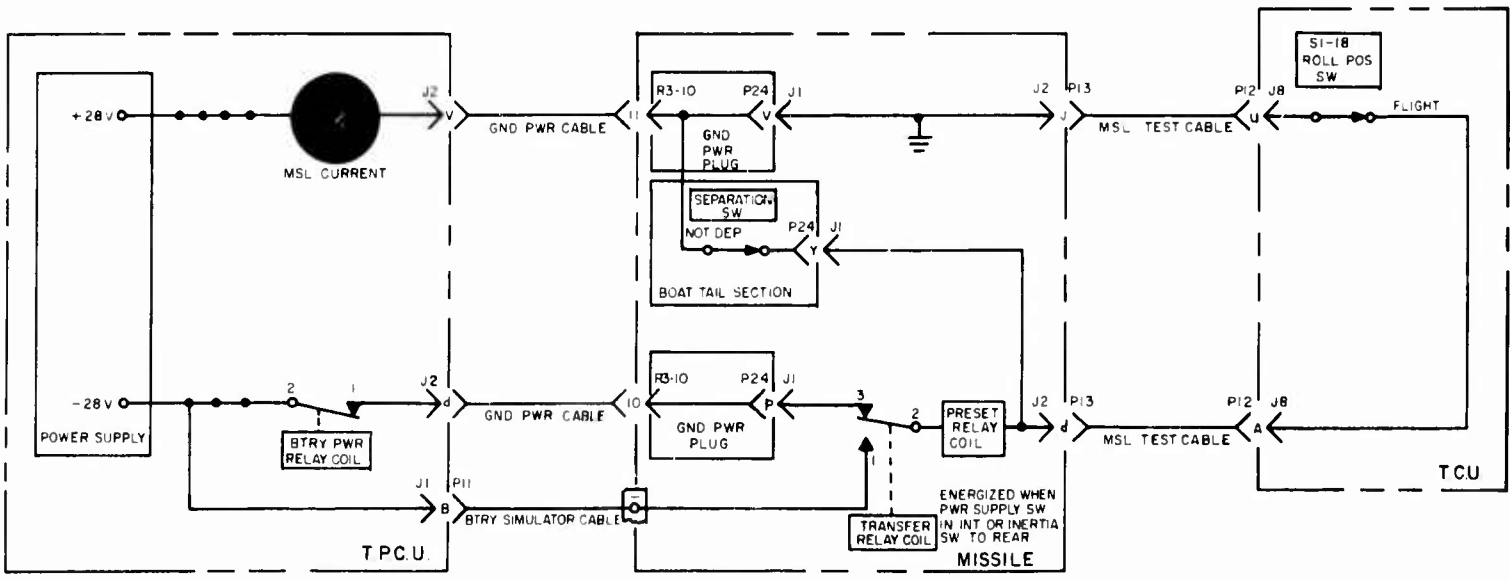 S1-18
ROLL POS
SW
FLIGHT
+28V
MSL CURRENT
J2
V
GND PWR CABLE
11
R3-10
P24
J1
V
GND
PWR
PLUG
J2
P13
MSL TEST CABLE
P12
J8
U
SEPARATION
SW
NOT DEP
P24
J1
Y
BOAT TAIL SECTION
-28V
POWER SUPPLY
2
1
BTRY PWR
RELAY COIL
J2
d
GND PWR CABLE
10
R3-10
P24
J1
P
GND PWR
PLUG
3
2
1
PRESET
RELAY
COIL
J2
P13
d
MSL TEST CABLE
P12
J8
A
J1
P11
B
BTRY SIMULATOR CABLE
TRANSFER
RELAY COIL
ENERGIZED WHEN
PWR SUPPLY SW
IN INT OR INERTIA
SW TO REAR
T.P.C.U.
MISSILE
T.C.U